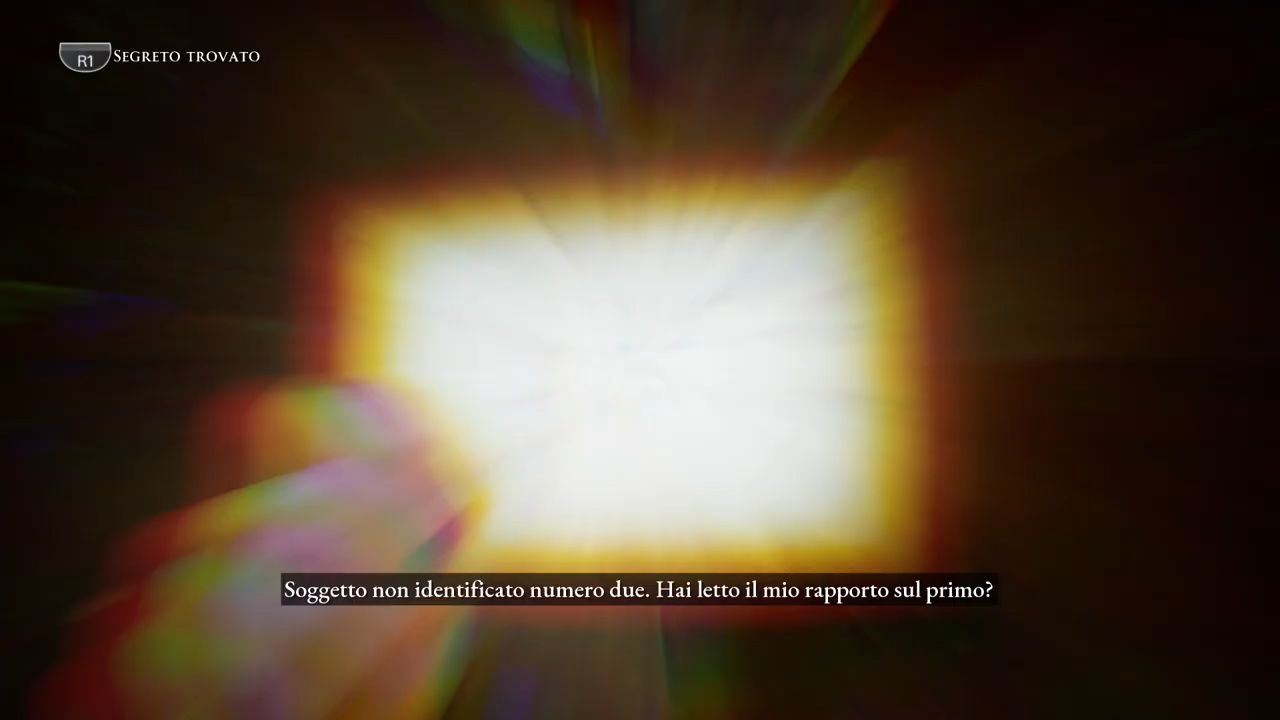 R1 Segreto trovato
Soggetto non identificato numero due. Hai letto il mio rapporto sul primo?